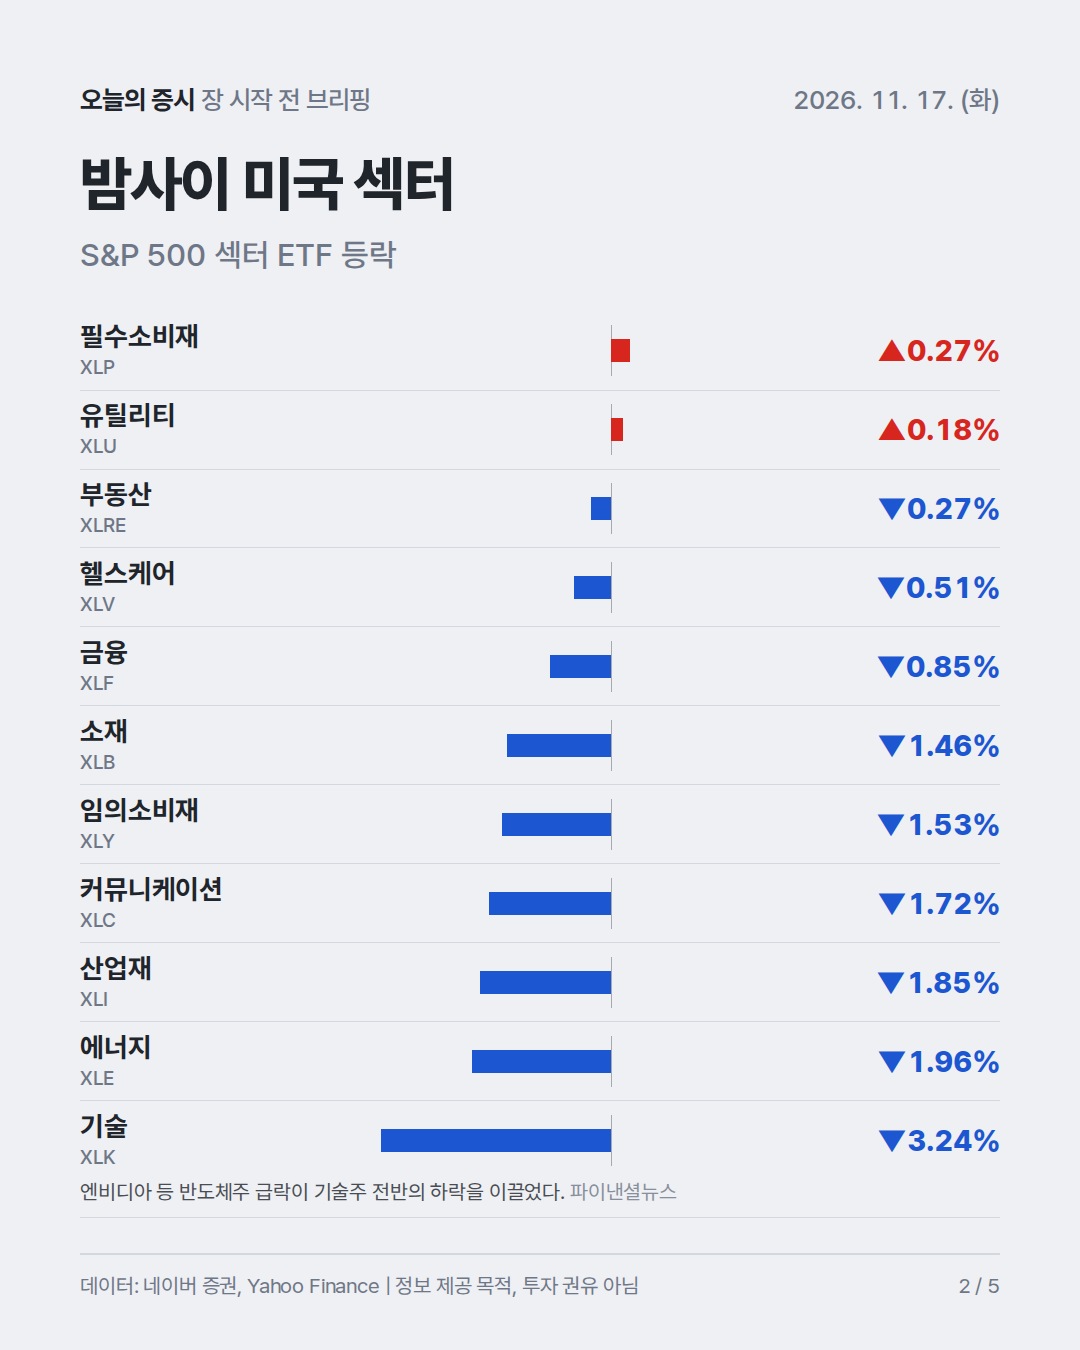 오늘의 증시 장 시작 전 브리핑
2026. 11. 17. (화)
밤사이 미국 섹터
S&P 500 섹터 ETF 등락
필수소비재
XLP
▲0.27%
유틸리티
XLU
▲0.18%
부동산
XLRE
▼0.27%
헬스케어
XLV
▼0.51%
금융
XLF
▼0.85%
소재
XLB
▼1.46%
임의소비재
XLY
▼1.53%
커뮤니케이션
XLC
▼1.72%
산업재
XLI
▼1.85%
에너지
XLE
▼1.96%
기술
XLK
▼3.24%
엔비디아 등 반도체주 급락이 기술주 전반의 하락을 이끌었다. 파이낸셜뉴스
데이터: 네이버 증권, Yahoo Finance | 정보 제공 목적, 투자 권유 아님
2 / 5